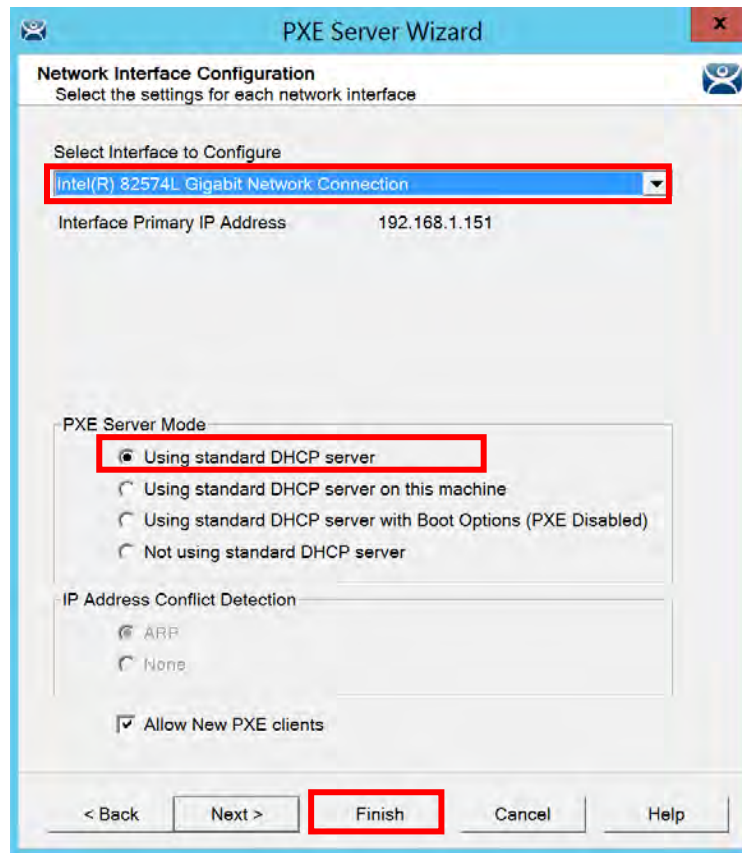 PXE Server Wizard
x
Network Interface Configuration
Select the settings for each network interface
Select Interface to Configure
Intel(R) 82574L Gigabit Network Connection
Interface Primary IP Address 192.168.1.151
PXE Server Mode
Using standard DHCP server
Using standard DHCP server on this machine
Using standard DHCP server with Boot Options (PXE Disabled)
Not using standard DHCP server
IP Address Conflict Detection
ARP
None
Allow New PXE clients
< Back Next > Finish Cancel Help